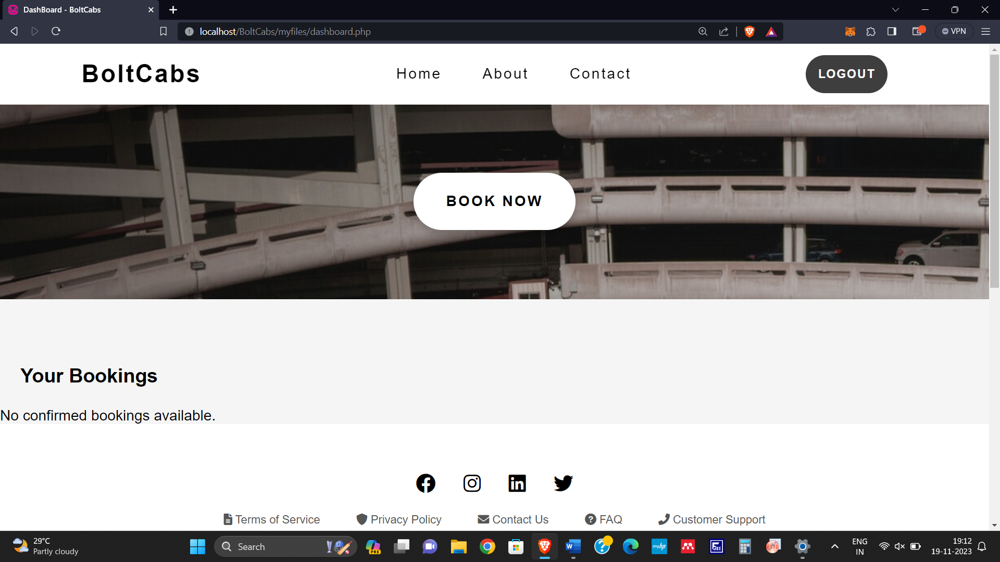 DashBoard - BoltCabs
localhost/BoltCabs/myfiles/dashboard.php
VPN
BoltCabs
Home
About
Contact
LOGOUT
BOOK NOW
Your Bookings
No confirmed bookings available.
Terms of Service
Privacy Policy
Contact Us
FAQ
Customer Support
29°C
Partly cloudy
Search
PRE
W
myhp
ENG
IN
19:12
19-11-2023